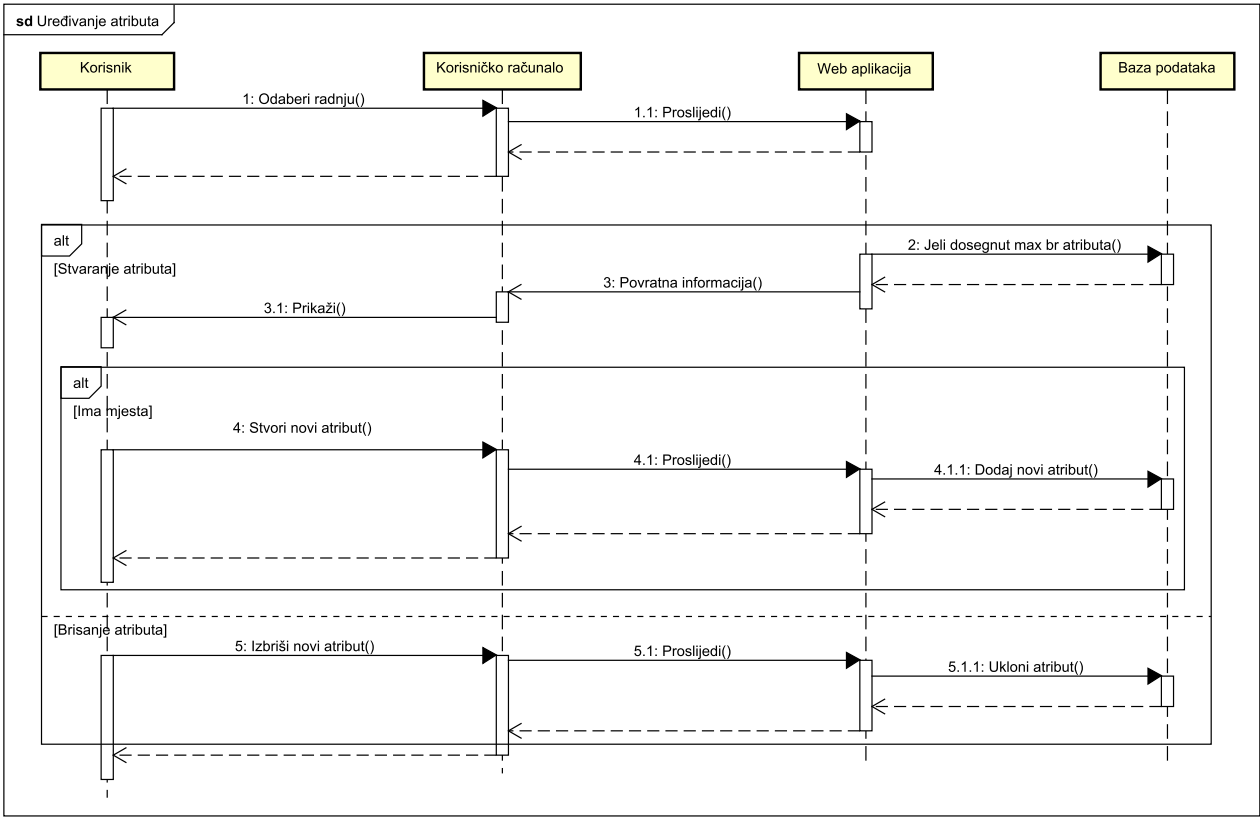 sd Uređivanje atributa
Korisnik
Korisničko računalo
Web aplikacija
Baza podataka
1: Odaberi radnju()
1.1: Proslijedi()
alt
[Stvaranje atributa]
2: Jeli dosegnut max br atributa()
3: Povratna informacija()
3.1: Prikaži()
alt
[Ima mjesta]
4: Stvori novi atribut()
4.1: Proslijedi()
4.1.1: Dodaj novi atribut()
[Brisanje atributa]
5: Izbriši novi atribut()
5.1: Proslijedi()
5.1.1: Ukloni atribut()